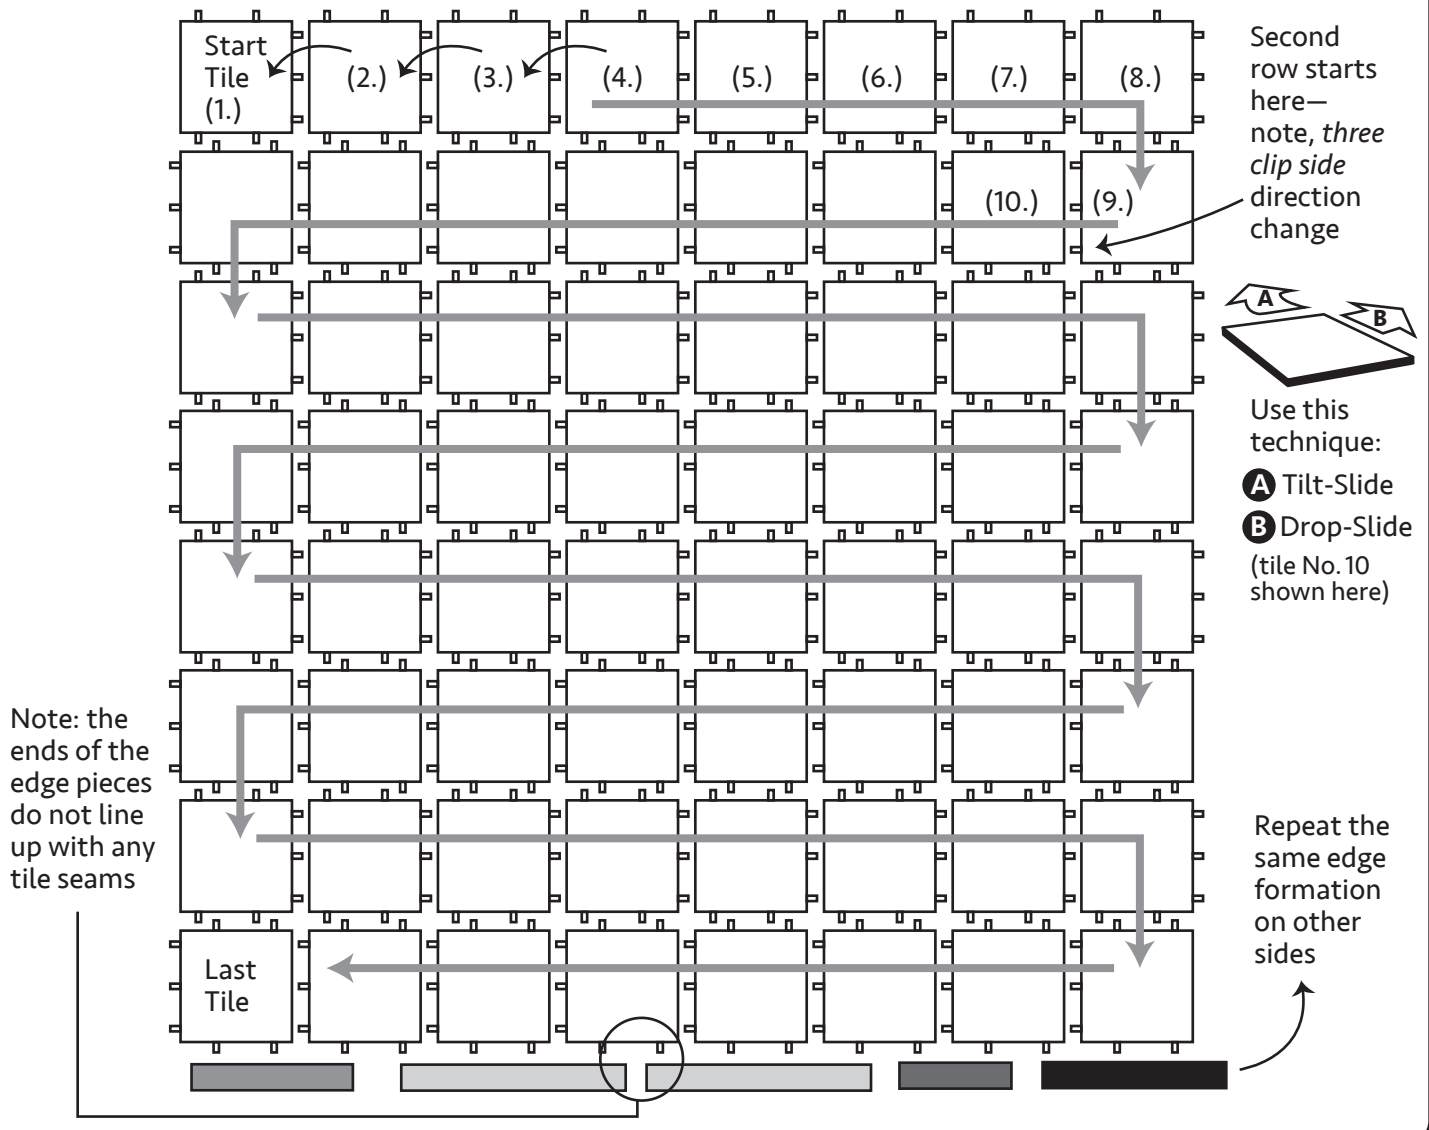 Start
Tile
(1.)
(2.)
(3.)
(4.)
(5.)
(6.)
(7.)
(8.)
Second
row starts
here—
note, three
clip side
direction
change
(10.)
(9.)
A
B
Use this
technique:
A Tilt-Slide
B Drop-Slide
(tile No. 10
shown here)
Note: the
ends of the
edge pieces
do not line
up with any
tile seams
Repeat the
same edge
formation
on other
sides
Last
Tile